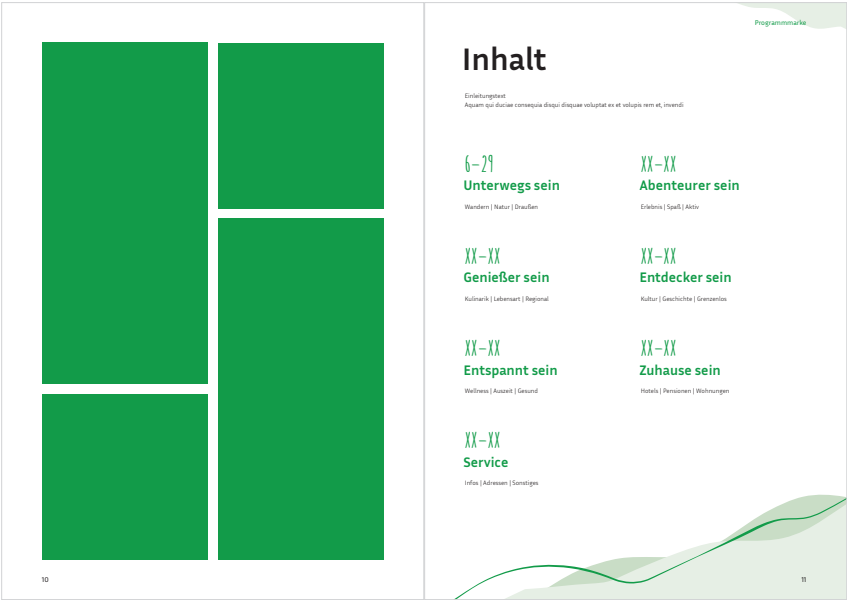 Programmmarke
Inhalt
Einleitungstext
Aquam qui duciae consequia disqui disquae voluptat ex et volupis rem et, invendi
6–29
Unterwegs sein
Wandern | Natur | Draußen
XX–XX
Abenteurer sein
Erlebnis | Spaß | Aktiv
XX–XX
Genießer sein
Kulinarik | Lebensart | Regional
XX–XX
Entdecker sein
Kultur | Geschichte | Grenzenlos
XX–XX
Entspannt sein
Wellness | Auszeit | Gesund
XX–XX
Zuhause sein
Hotels | Pensionen | Wohnungen
XX–XX
Service
Infos | Adressen | Sonstiges
10
11